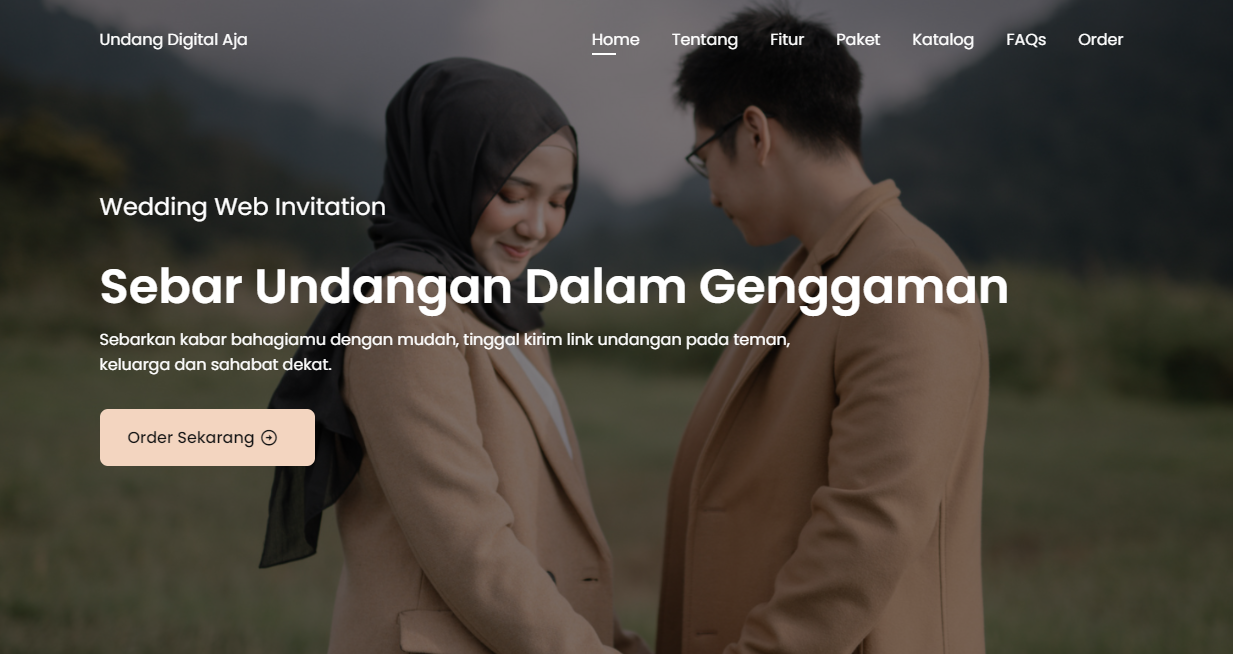 Undang Digital Aja
Home Tentang Fitur Paket Katalog FAQs Order
Wedding Web Invitation
Sebar Undangan Dalam Genggaman
Sebarkan kabar bahagiamu dengan mudah, tinggal kirim link undangan pada teman,
keluarga dan sahabat dekat.
Order Sekarang